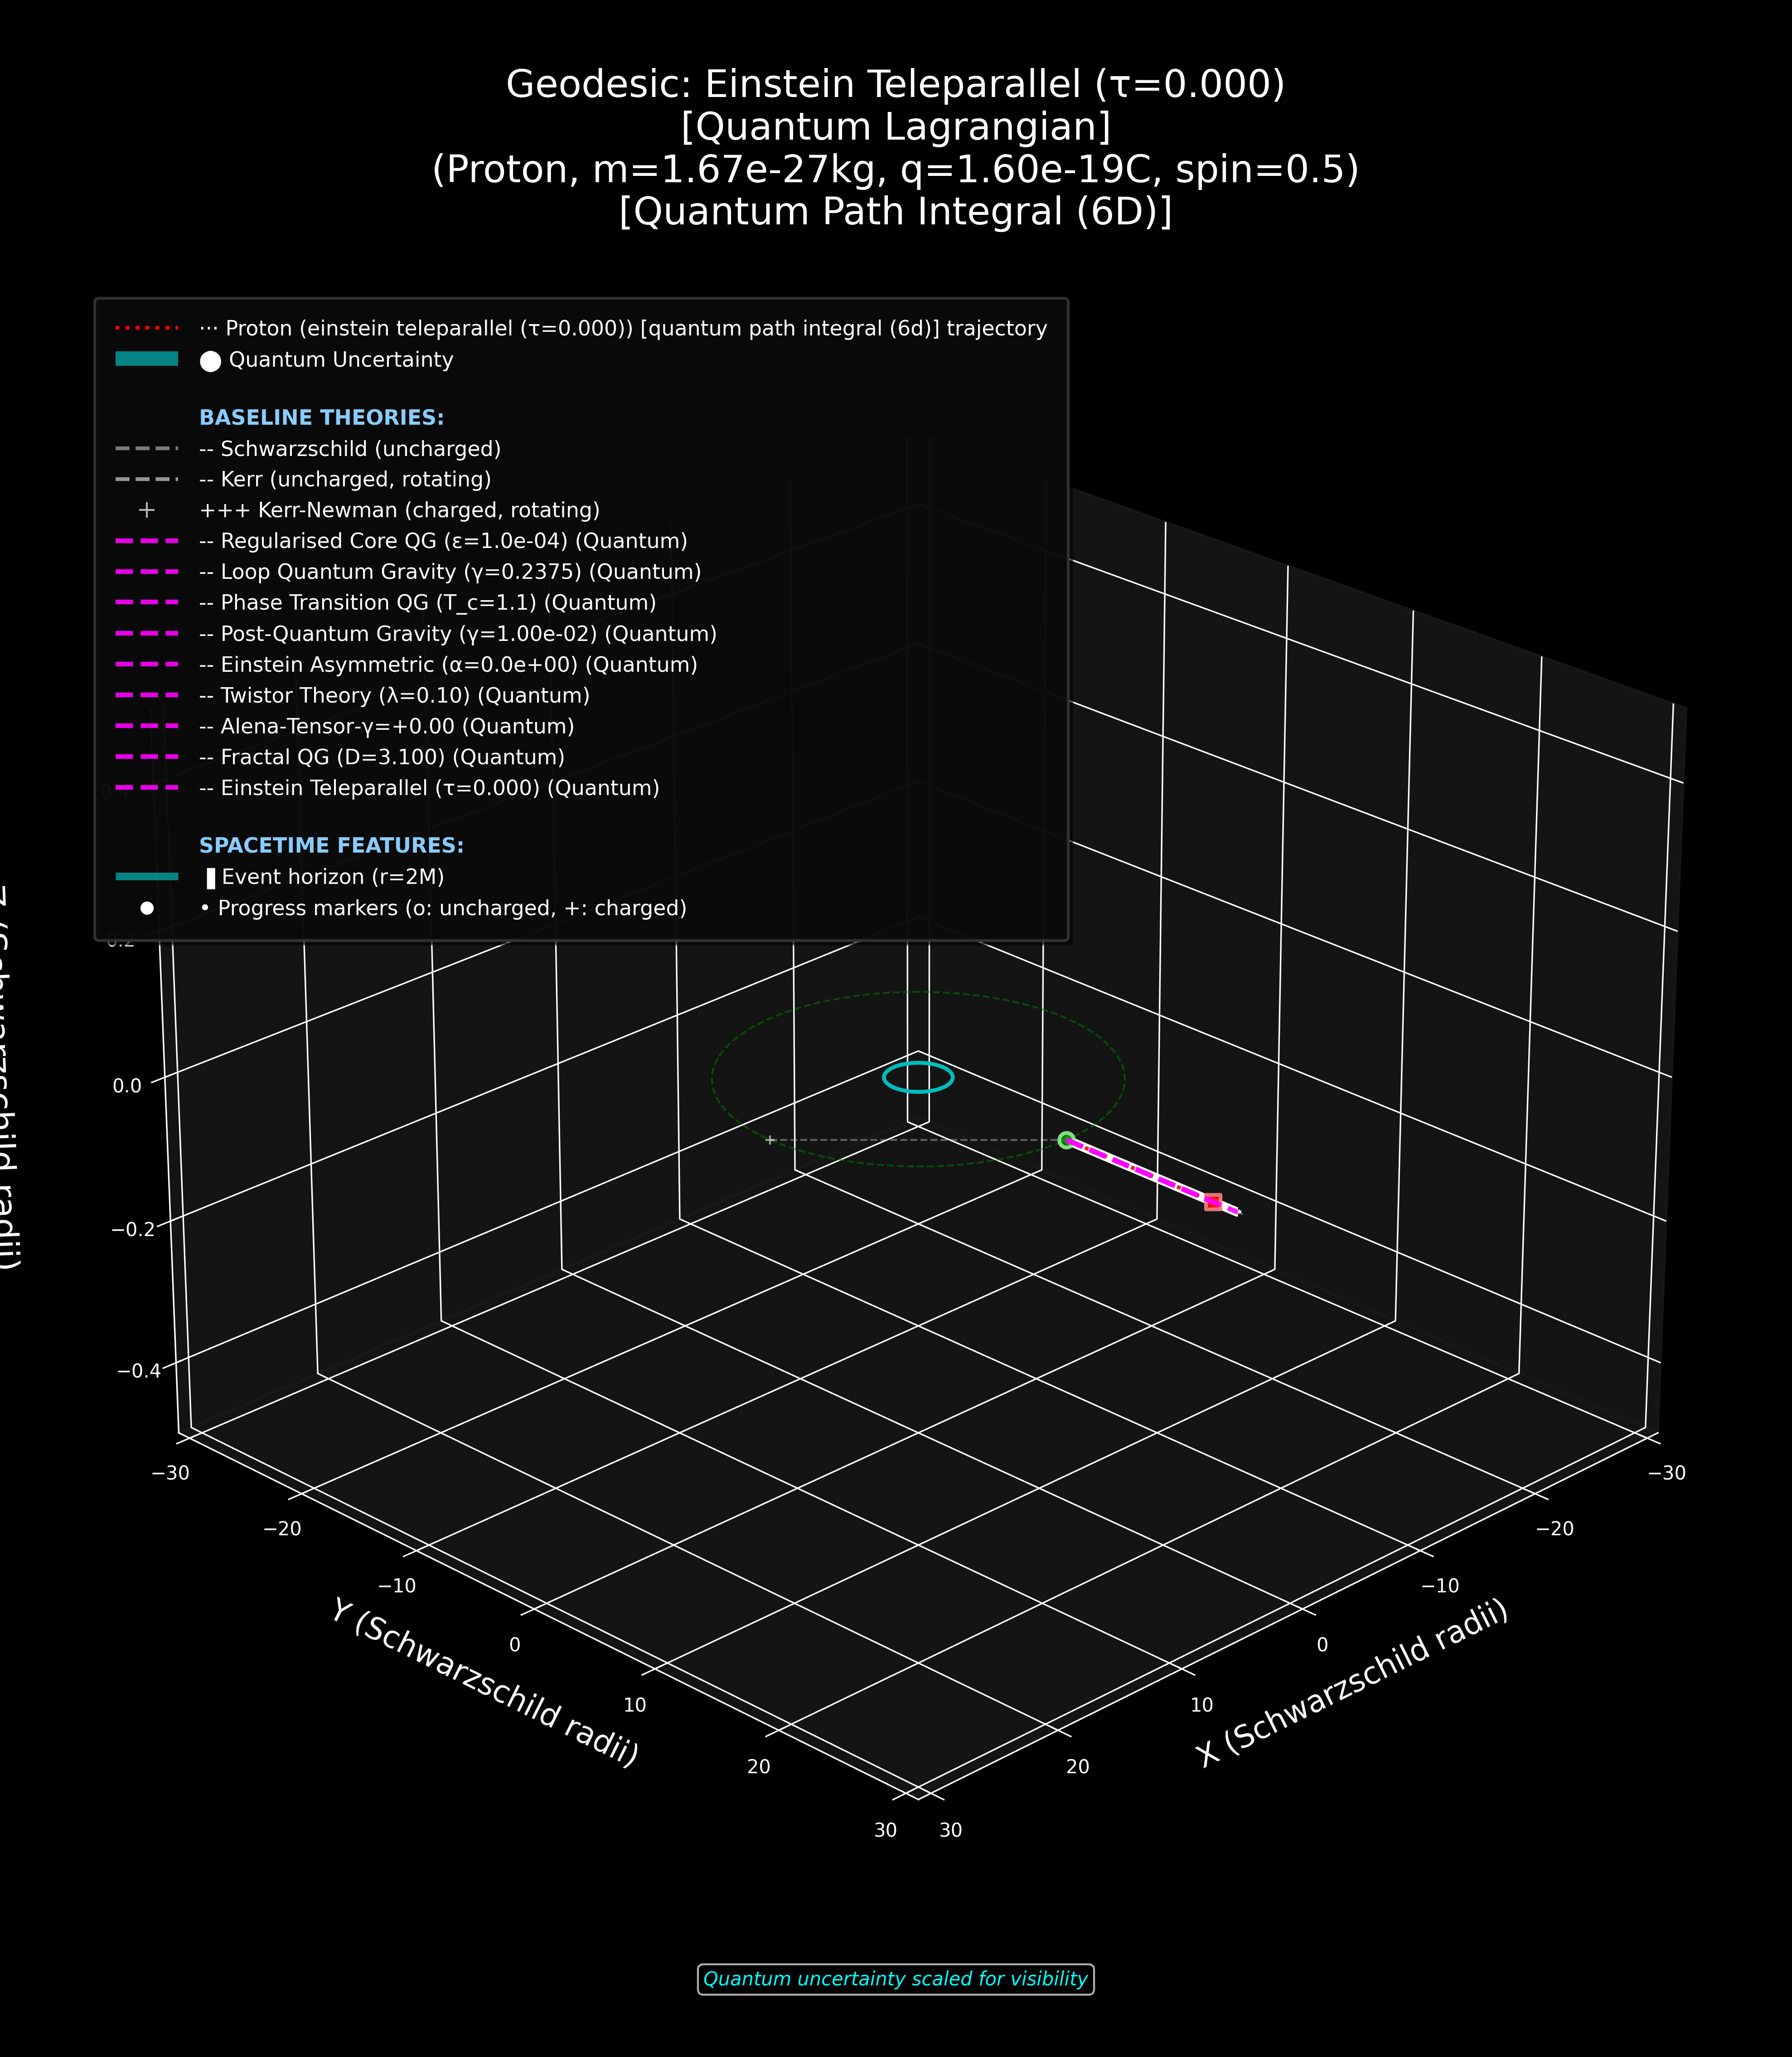 Geodesic: Einstein Teleparallel (τ=0.000)
[Quantum Lagrangian]
(Proton, m=1.67e-27kg, q=1.60e-19C, spin=0.5)
[Quantum Path Integral (6D)]
··· Proton (einstein teleparallel (τ=0.000)) [quantum path integral (6d)] trajectory
● Quantum Uncertainty
BASELINE THEORIES:
-- Schwarzschild (uncharged)
-- Kerr (uncharged, rotating)
+++ Kerr-Newman (charged, rotating)
-- Regularised Core QG (ε=1.0e-04) (Quantum)
-- Loop Quantum Gravity (γ=0.2375) (Quantum)
-- Phase Transition QG (T_c=1.1) (Quantum)
-- Post-Quantum Gravity (γ=1.00e-02) (Quantum)
-- Einstein Asymmetric (α=0.0e+00) (Quantum)
-- Twistor Theory (λ=0.10) (Quantum)
-- Alena-Tensor-γ=+0.00 (Quantum)
-- Fractal QG (D=3.100) (Quantum)
-- Einstein Teleparallel (τ=0.000) (Quantum)
SPACETIME FEATURES:
▐ Event horizon (r=2M)
• Progress markers (o: uncharged, +: charged)
0.2
0.0
−0.2
−0.4
Z (Schwarzschild radii)
−30
−20
−10
0
10
20
30
Y (Schwarzschild radii)
30
20
10
0
−10
−20
−30
X (Schwarzschild radii)
Quantum uncertainty scaled for visibility